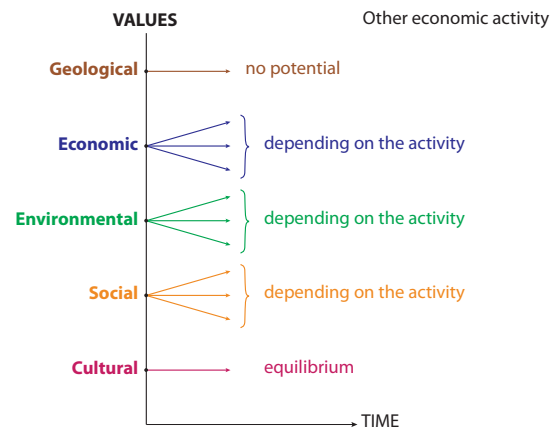 VALUES
Other economic activity
Geological
no potential
Economic
depending on the activity
Environmental
depending on the activity
Social
depending on the activity
Cultural
equilibrium
TIME